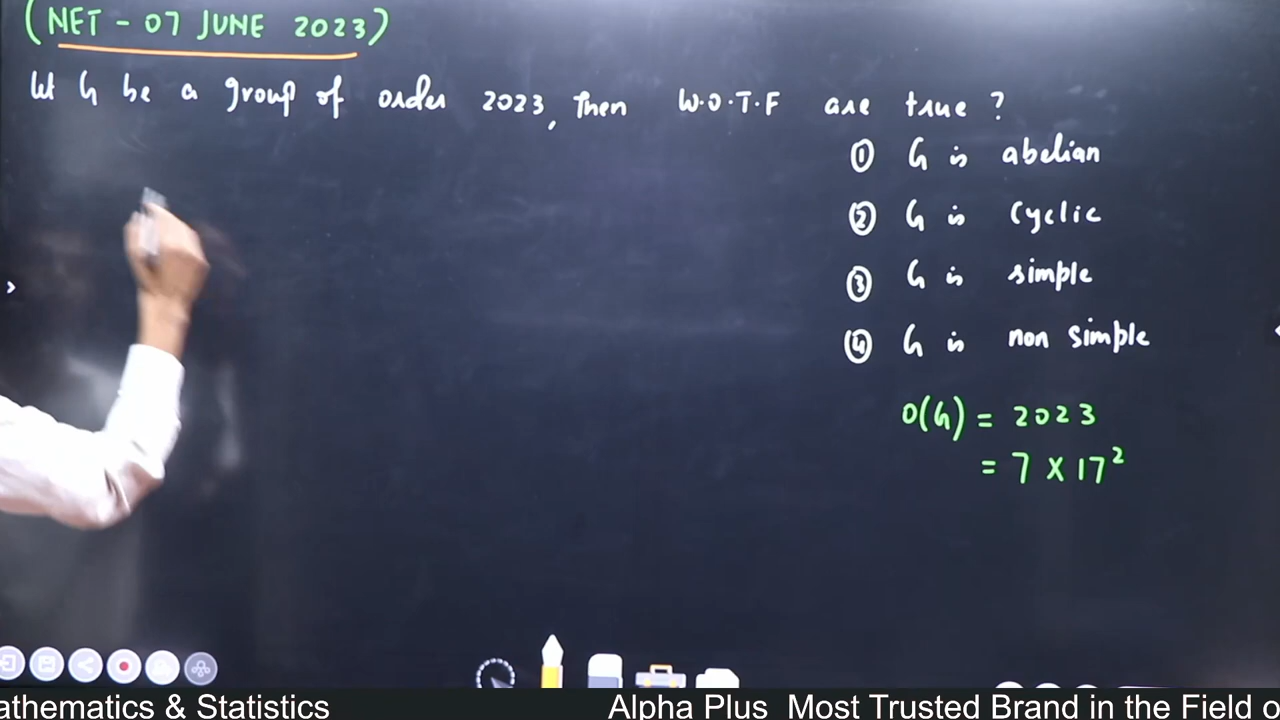 (NET - 07 JUNE 2023)
let G be a group of order 2023, Then W.O.T.F are true ?
① G is abelian
② G is cyclic
③ G is simple
④ G is non simple
O(G) = 2023
= 7 × 17²
athematics & Statistics Alpha Plus Most Trusted Brand in the Field o